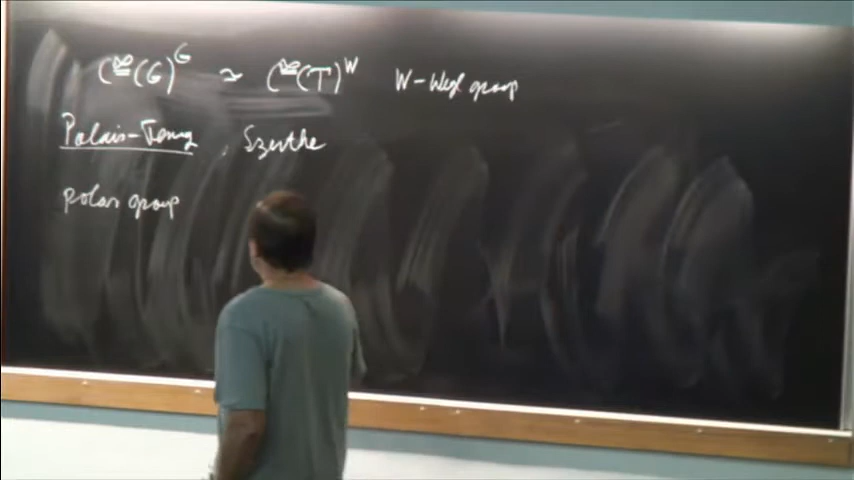 C^∞(G)^G ≃ C^∞(T)^W W-Weyl group
Palais-Terng, Szenthe
polar group